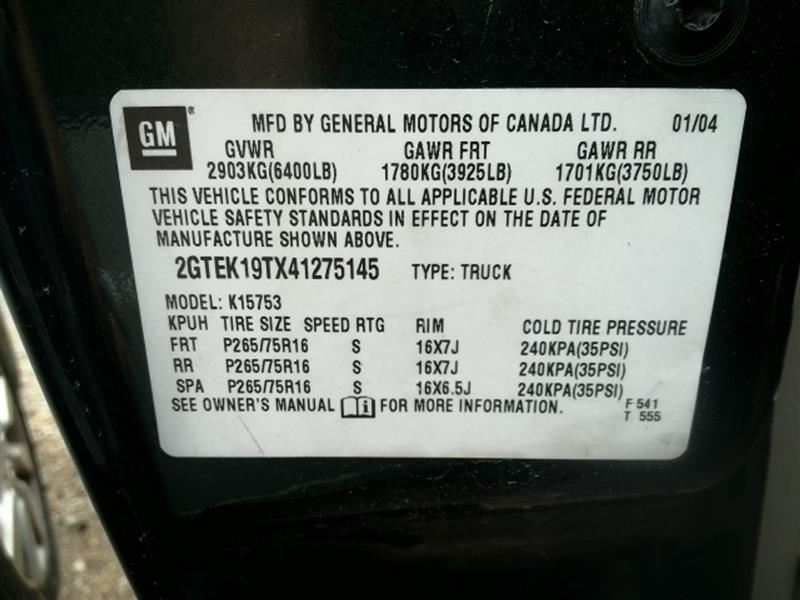 GM® MFD BY GENERAL MOTORS OF CANADA LTD. 01/04
GVWR GAWR FRT GAWR RR
2903KG(6400LB) 1780KG(3925LB) 1701KG(3750LB)
THIS VEHICLE CONFORMS TO ALL APPLICABLE U.S. FEDERAL MOTOR
VEHICLE SAFETY STANDARDS IN EFFECT ON THE DATE OF
MANUFACTURE SHOWN ABOVE.
2GTEK19TX41275145 TYPE: TRUCK
MODEL: K15753
KPUH TIRE SIZE SPEED RTG RIM COLD TIRE PRESSURE
FRT P265/75R16 S 16X7J 240KPA(35PSI)
RR P265/75R16 S 16X7J 240KPA(35PSI)
SPA P265/75R16 S 16X6.5J 240KPA(35PSI)
SEE OWNER'S MANUAL i FOR MORE INFORMATION. F 541
T 555